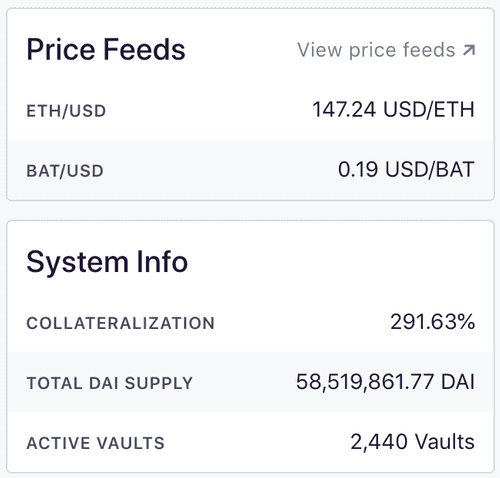 Price Feeds View price feeds ↗
ETH/USD 147.24 USD/ETH
BAT/USD 0.19 USD/BAT
System Info
COLLATERALIZATION 291.63%
TOTAL DAI SUPPLY 58,519,861.77 DAI
ACTIVE VAULTS 2,440 Vaults